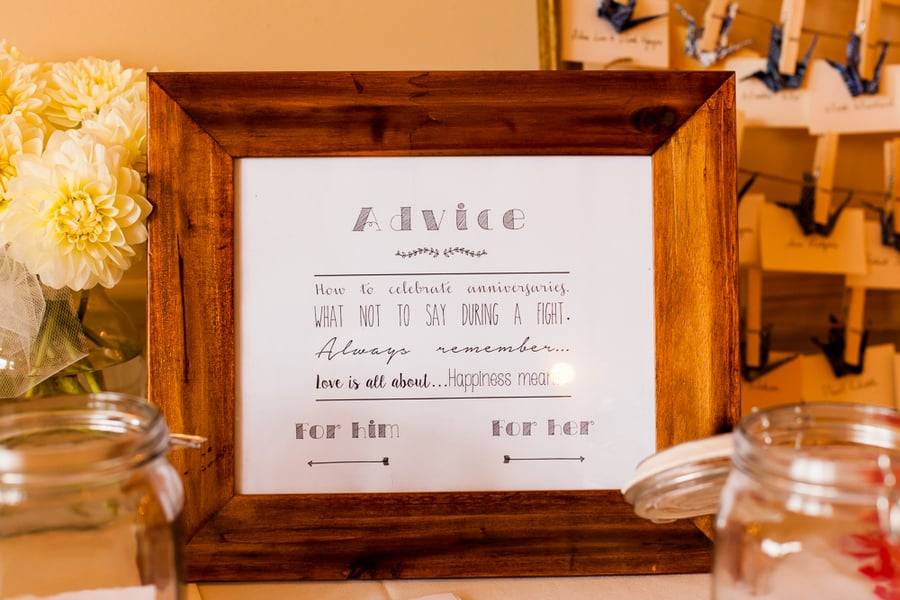 Advice
How to celebrate anniversaries.
WHAT NOT TO SAY DURING A FIGHT.
Always remember...
Love is all about...Happiness
For him For her